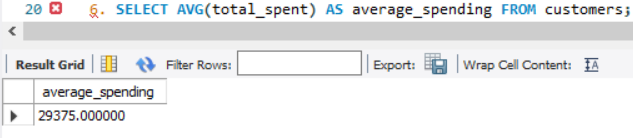 20 6. SELECT AVG(total_spent) AS average_spending FROM customers;
Result Grid Filter Rows: Export: Wrap Cell Content:
average_spending
29375.000000